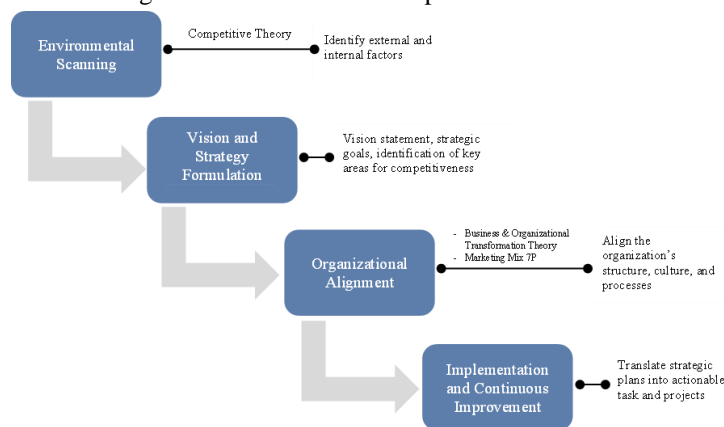 Environmental
Scanning
Competitive Theory
Identify external and
internal factors
Vision and
Strategy
Formulation
Vision statement, strategic
goals, identification of key
areas for competitiveness
Organizational
Alignment
- Business & Organizational
Transformation Theory
- Marketing Mix 7P
Align the
organization's
structure, culture, and
processes
Implementation
and Continuous
Improvement
Translate strategic
plans into actionable
task and projects